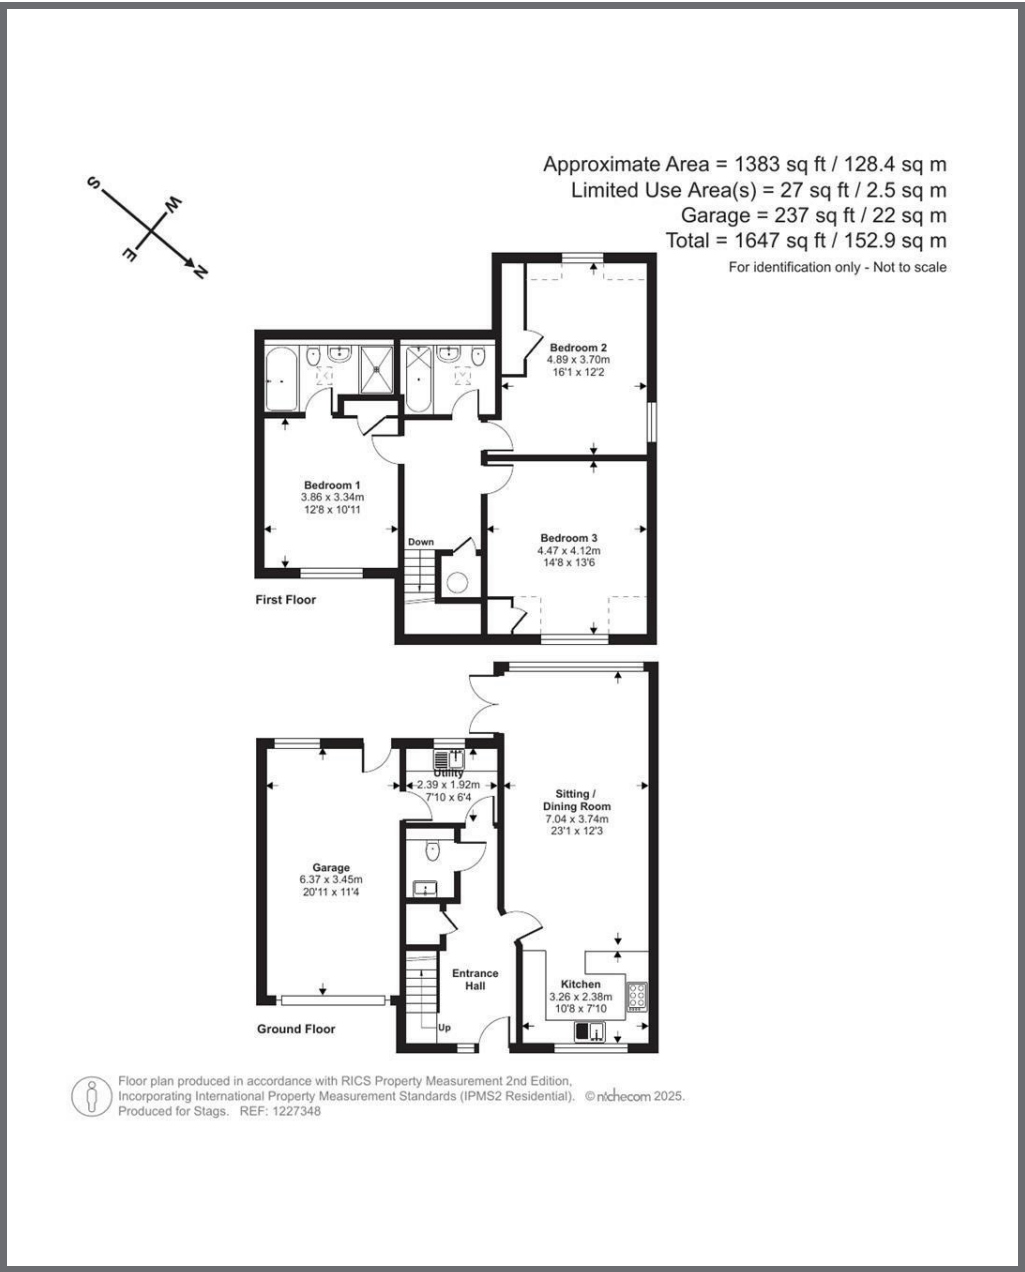 Approximate Area = 1383 sq ft / 128.4 sq m
Limited Use Area(s) = 27 sq ft / 2.5 sq m
Garage = 237 sq ft / 22 sq m
Total = 1647 sq ft / 152.9 sq m
For identification only - Not to scale
S
W
E
N
Bedroom 2
4.89 x 3.70m
16'1 x 12'2
Bedroom 1
3.86 x 3.34m
12'8 x 10'11
Down
Bedroom 3
4.47 x 4.12m
14'8 x 13'6
First Floor
Utility
2.39 x 1.92m
7'10 x 6'4
Sitting /
Dining Room
7.04 x 3.74m
23'1 x 12'3
Garage
6.37 x 3.45m
20'11 x 11'4
Entrance
Hall
Kitchen
3.26 x 2.38m
10'8 x 7'10
Up
Ground Floor
Floor plan produced in accordance with RICS Property Measurement 2nd Edition,
Incorporating International Property Measurement Standards (IPMS2 Residential). © nichecom 2025.
Produced for Stags. REF: 1227348